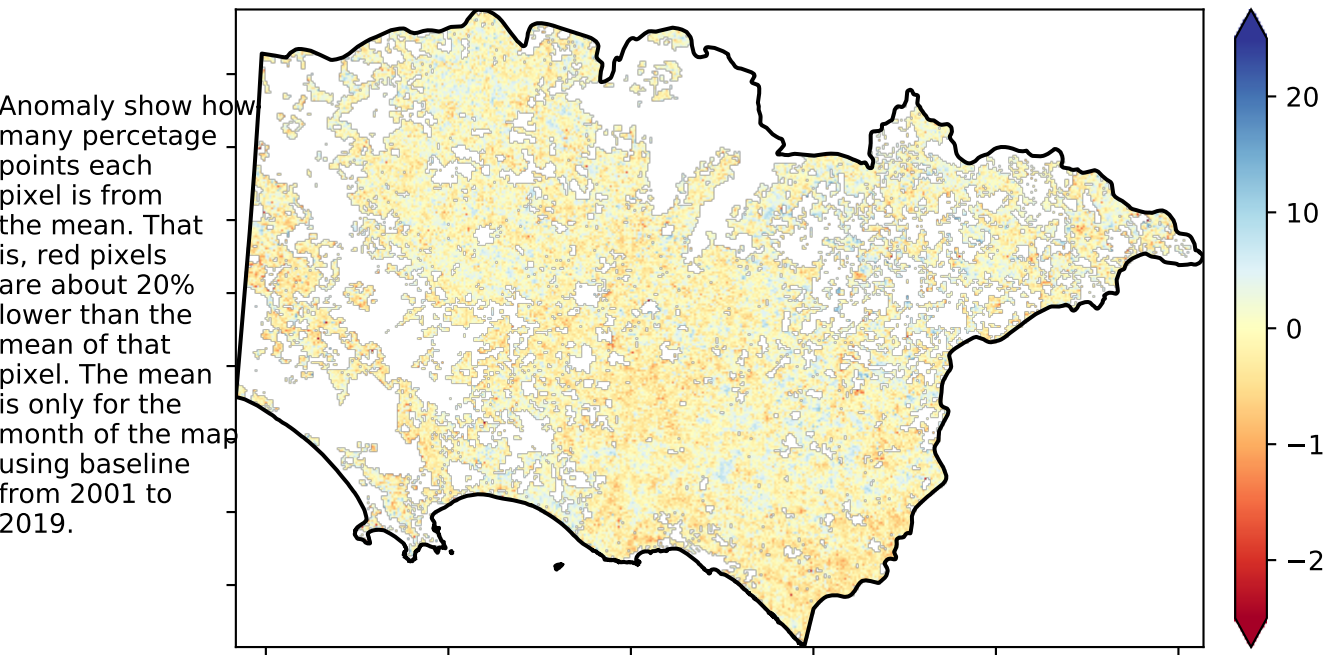 Anomaly show how
many percetage
points each
pixel is from
the mean. That
is, red pixels
are about 20%
lower than the
mean of that
pixel. The mean
is only for the
month of the map
using baseline
from 2001 to
2019.
20
10
0
−1
−2